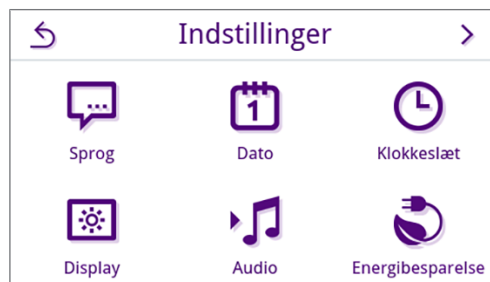 Indstillinger
...
1
Sprog Dato Klokkeslæt
Display Audio Energibesparelse